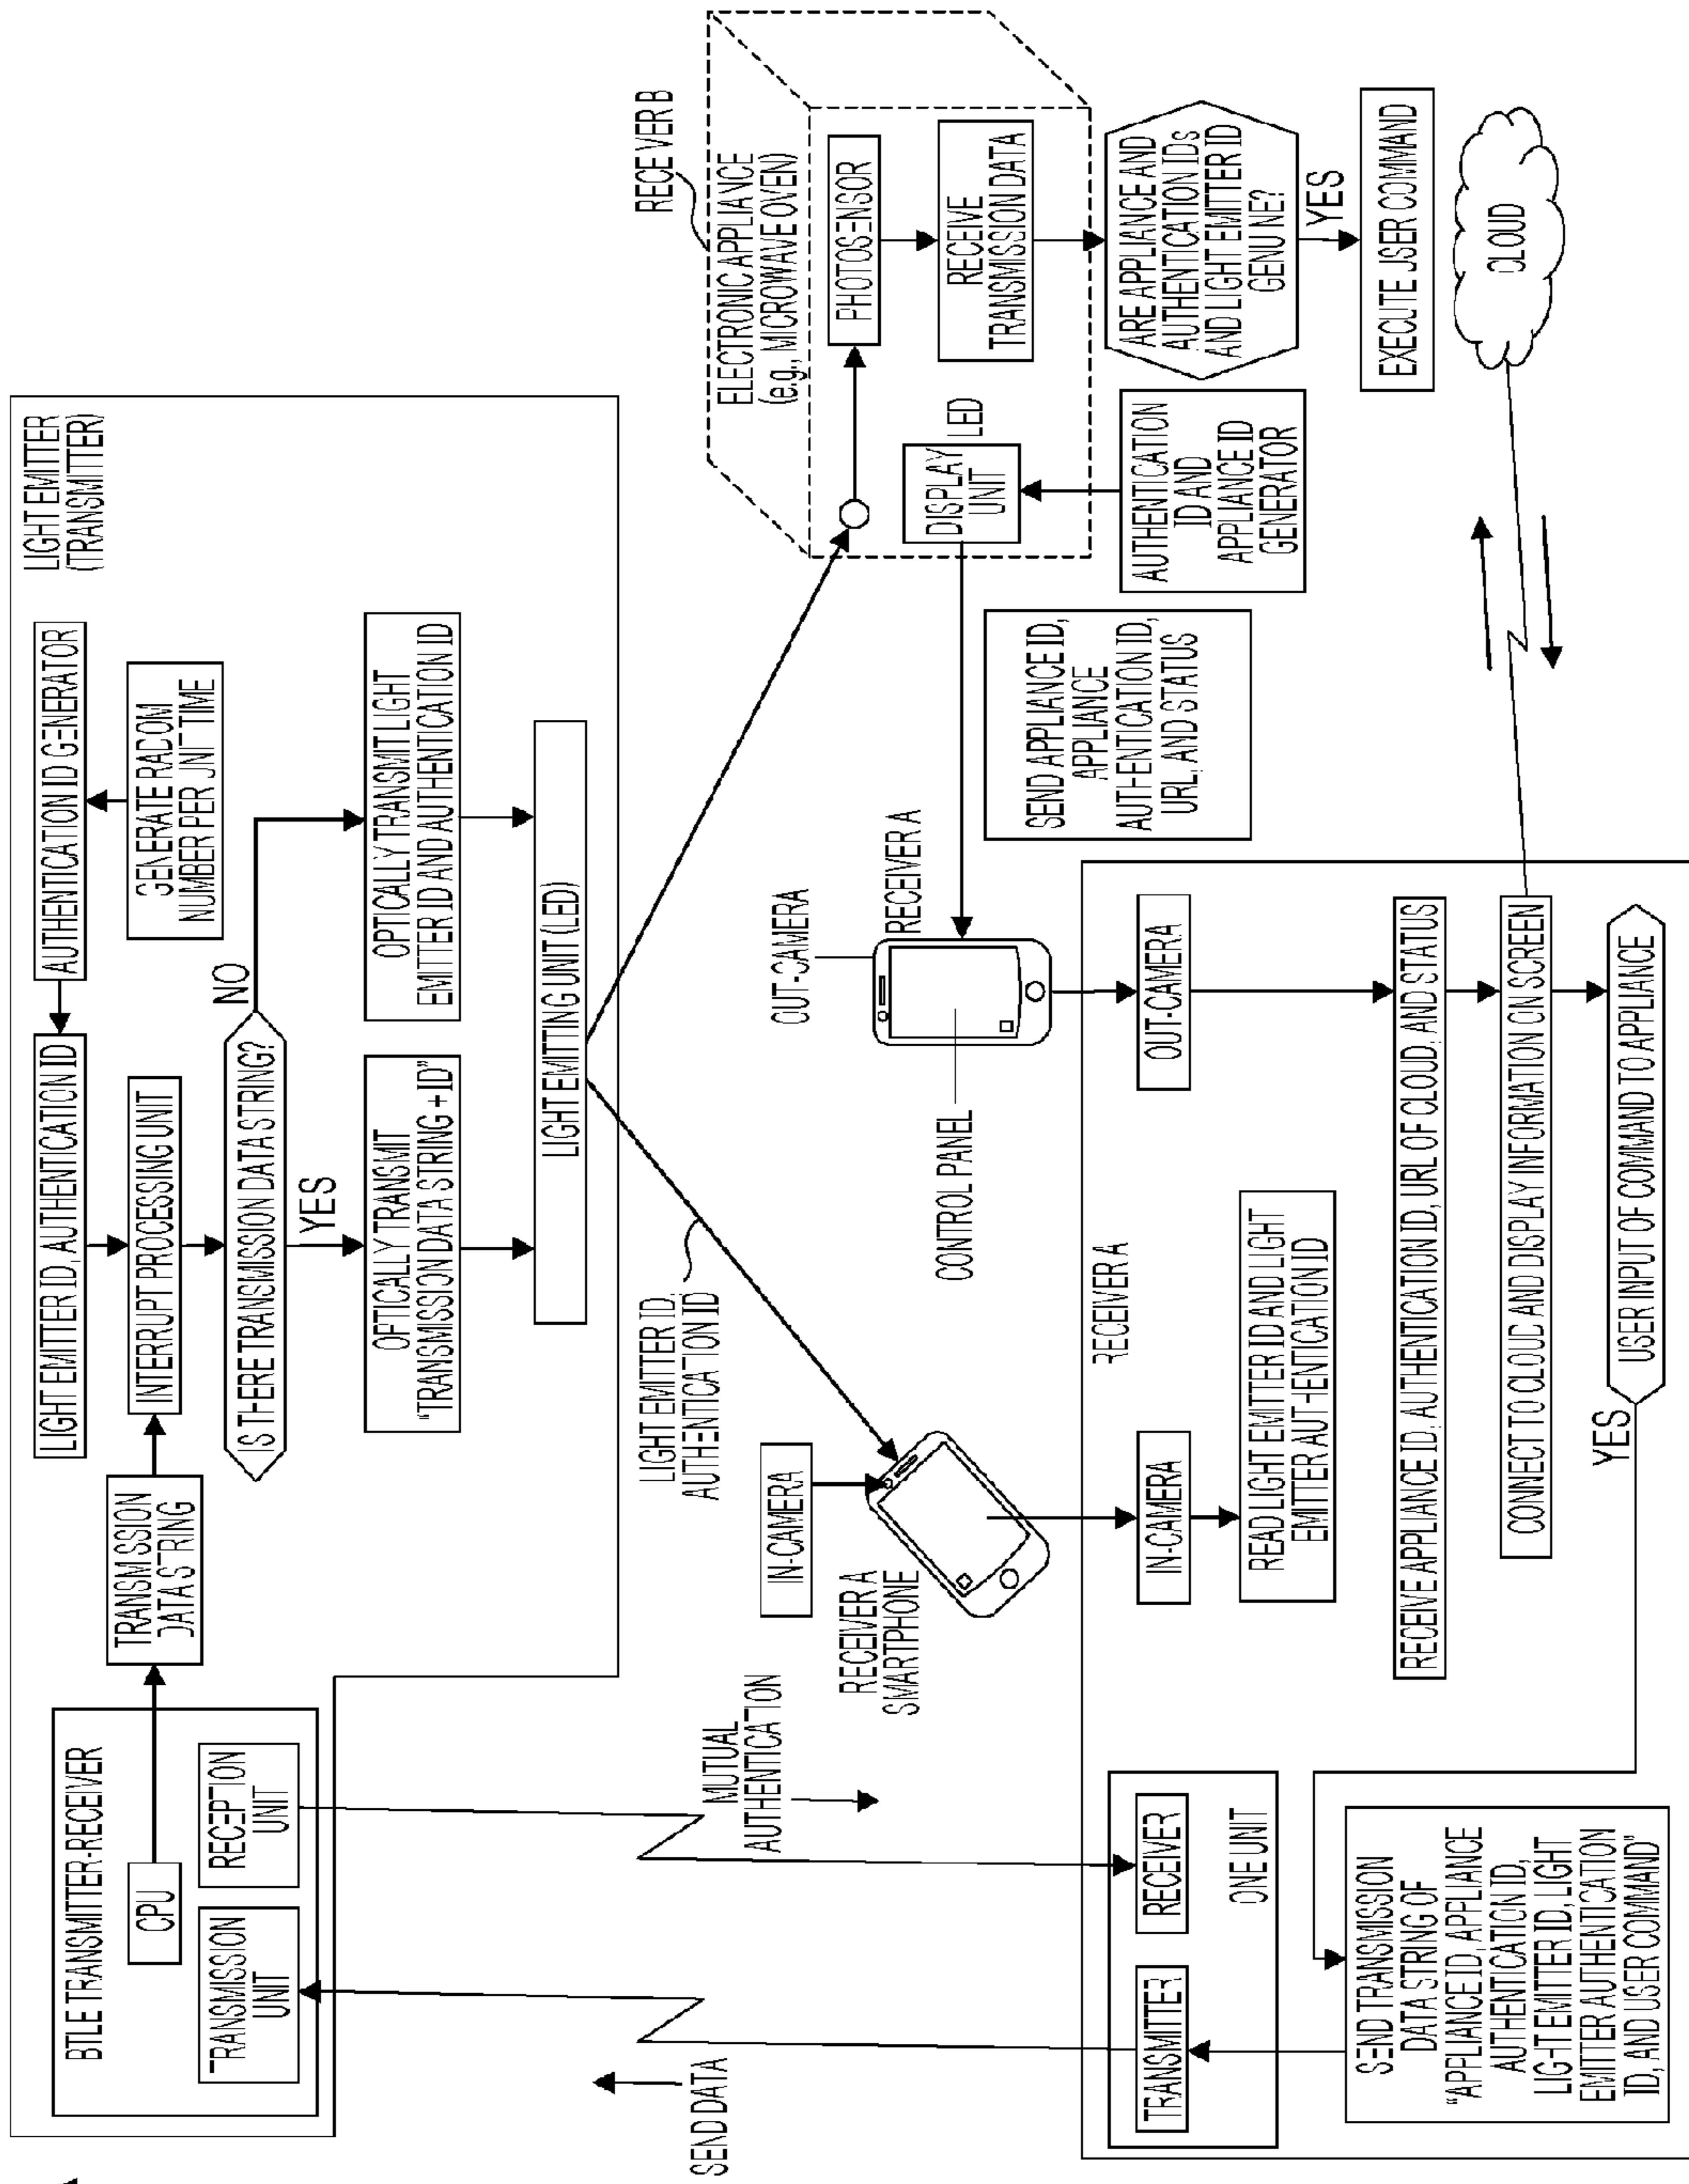 LIGHT EMITTER
(TRANSMITTER)
BTLE TRANSMITTER-RECEIVER
CPU
TRANSMISSION
UNIT
RECEPTION
UNIT
TRANSMISSION
DATA STRING
LIGHT EMITTER ID, AUTHENTICATION ID
AUTHENTICATION ID GENERATOR
GENERATE RADOM
NUMBER PER UNIT TIME
INTERRUPT PROCESSING UNIT
IS THERE TRANSMISSION DATA STRING?
NO
YES
OPTICALLY TRANSMIT
"TRANSMISSION DATA STRING + ID"
OPTICALLY TRANSMIT LIGHT
EMITTER ID AND AUTHENTICATION ID
LIGHT EMITTING UNIT (LED)
SEND DATA
MUTUAL
AUTHENTICATION
LIGHT EMITTER ID,
AUTHENTICATION ID
IN-CAMERA
RECEIVER A
SMARTPHONE
OUT-CAMERA
RECEIVER A
CONTROL PANEL
RECEIVER B
ELECTRONIC APPLIANCE
(e.g., MICROWAVE OVEN)
PHOTOSENSOR
RECEIVE
TRANSMISSION DATA
DISPLAY
UNIT
LED
SEND APPLIANCE ID,
APPLIANCE
AUTHENTICATION ID,
URL, AND STATUS
AUTHENTICATION
ID AND
APPLIANCE ID
GENERATOR
ARE APPLIANCE AND
AUTHENTICATION IDs
AND LIGHT EMITTER ID
GENUINE?
YES
EXECUTE USER COMMAND
CLOUD
RECEIVER A
TRANSMITTER
RECEIVER
ONE UNIT
IN-CAMERA
READ LIGHT EMITTER ID AND LIGHT
EMITTER AUTHENTICATION ID
OUT-CAMERA
RECEIVE APPLIANCE ID, AUTHENTICATION ID, URL OF CLOUD, AND STATUS
CONNECT TO CLOUD AND DISPLAY INFORMATION ON SCREEN
USER INPUT OF COMMAND TO APPLIANCE
YES
SEND TRANSMISSION
DATA STRING OF
"APPLIANCE ID, APPLIANCE
AUTHENTICATION ID,
LIGHT EMITTER ID, LIGHT
EMITTER AUTHENTICATION
ID, AND USER COMMAND"